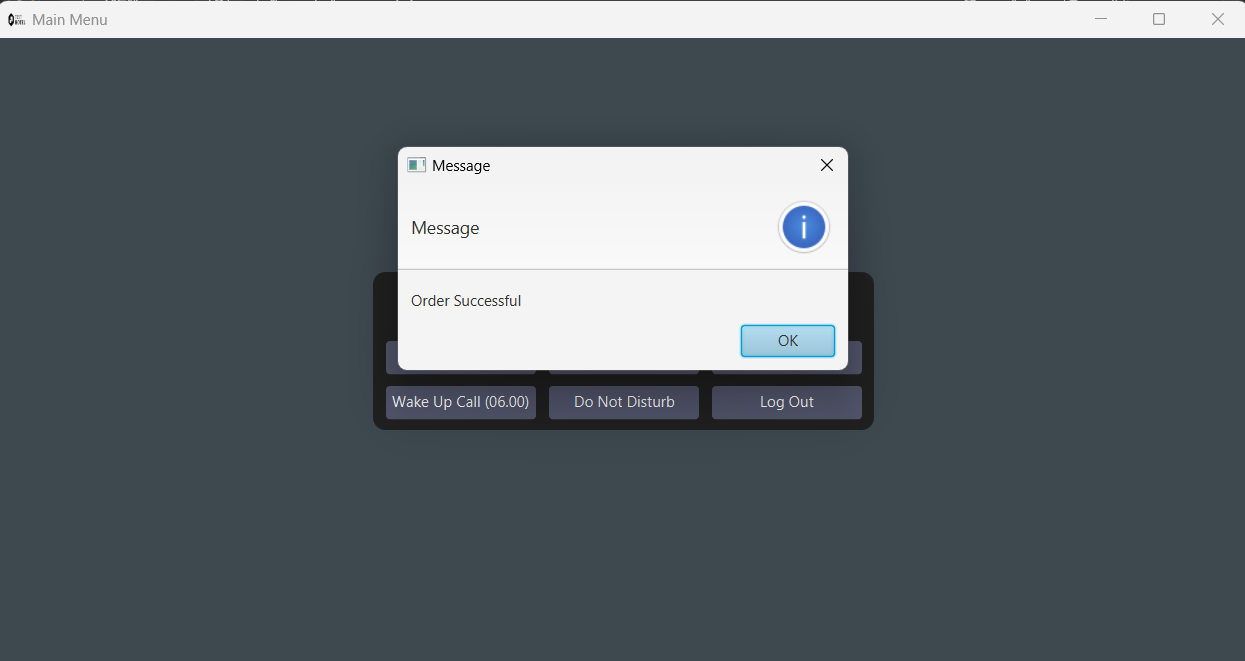 Main Menu
Message
Message
i
Order Successful
OK
Wake Up Call (06.00)
Do Not Disturb
Log Out